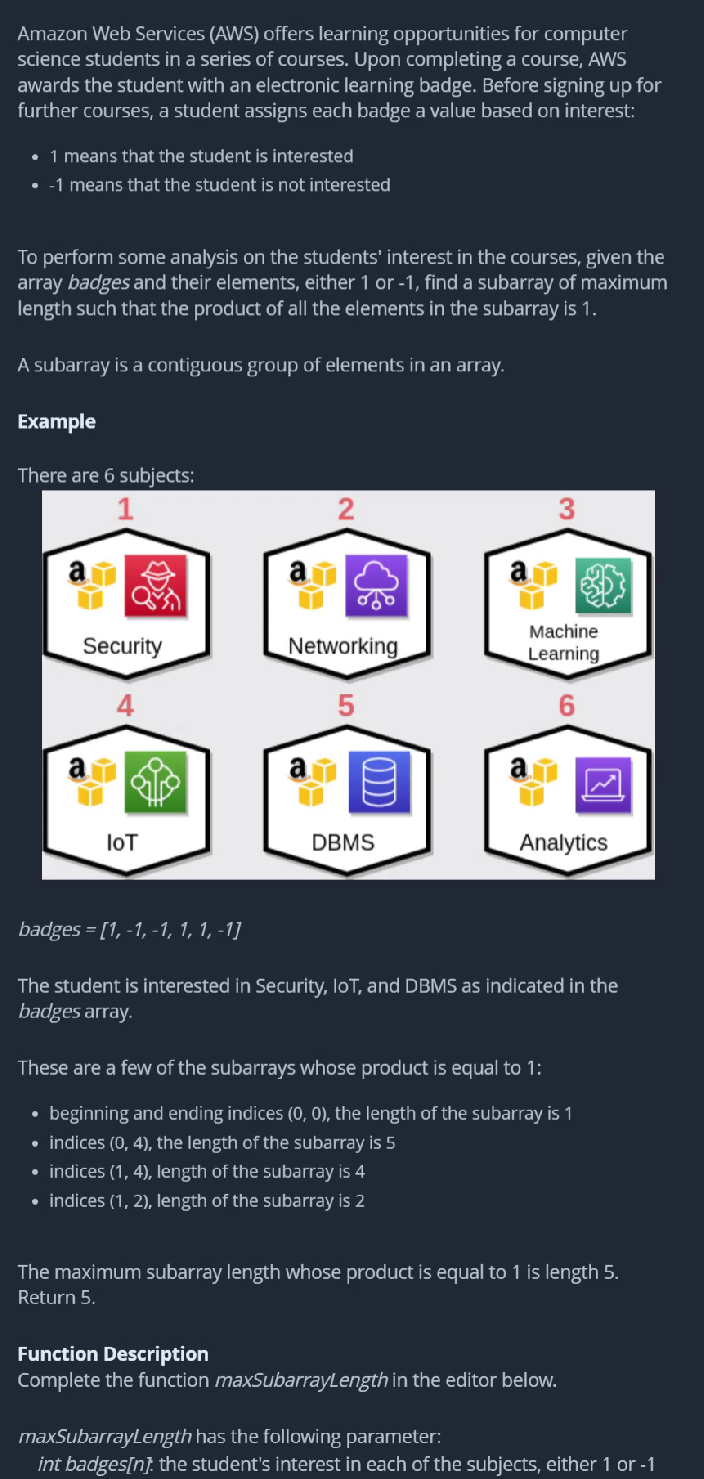 Amazon Web Services (AWS) offers learning opportunities for computer
science students in a series of courses. Upon completing a course, AWS
awards the student with an electronic learning badge. Before signing up for
further courses, a student assigns each badge a value based on interest:
• 1 means that the student is interested
• -1 means that the student is not interested
To perform some analysis on the students' interest in the courses, given the
array badges and their elements, either 1 or -1, find a subarray of maximum
length such that the product of all the elements in the subarray is 1.
A subarray is a contiguous group of elements in an array.
Example
There are 6 subjects:
1 2 3
a a a
Security Networking Machine
Learning
4 5 6
a a a
IoT DBMS Analytics
badges = [1, -1, -1, 1, 1, -1]
The student is interested in Security, IoT, and DBMS as indicated in the
badges array.
These are a few of the subarrays whose product is equal to 1:
• beginning and ending indices (0, 0), the length of the subarray is 1
• indices (0, 4), the length of the subarray is 5
• indices (1, 4), length of the subarray is 4
• indices (1, 2), length of the subarray is 2
The maximum subarray length whose product is equal to 1 is length 5.
Return 5.
Function Description
Complete the function maxSubarrayLength in the editor below.
maxSubarrayLength has the following parameter:
int badges[n]: the student's interest in each of the subjects, either 1 or -1